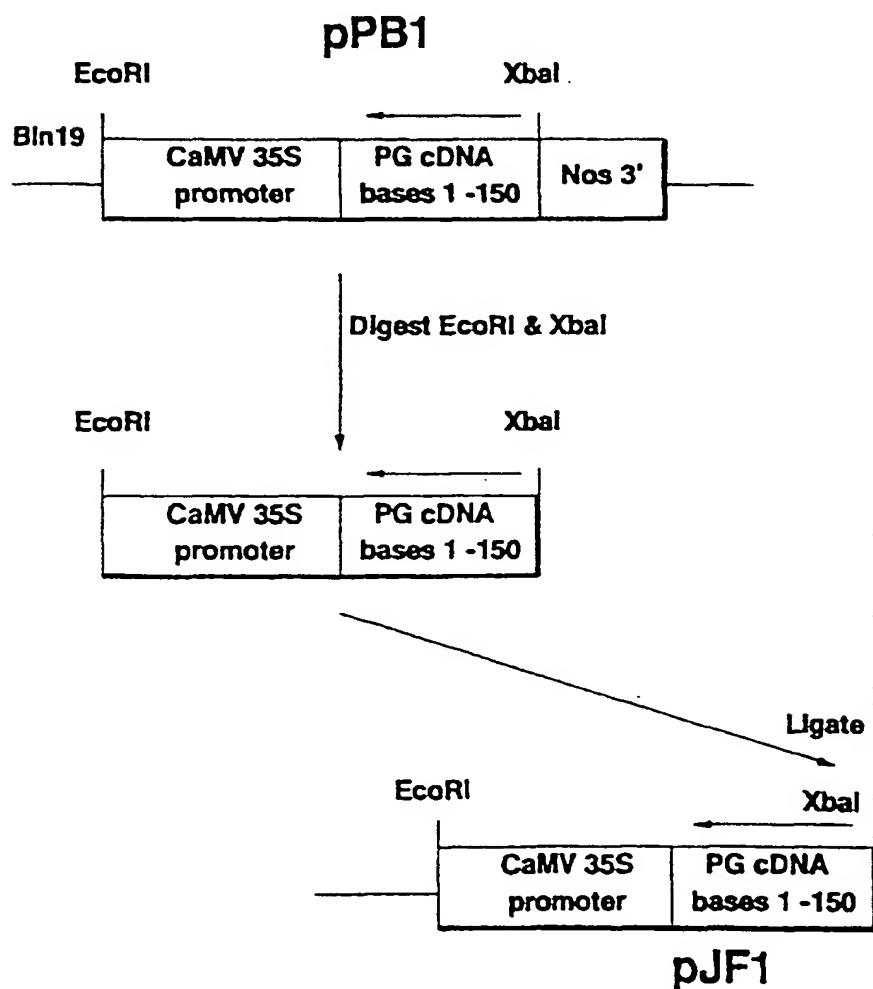 pPB1
EcoRI XbaI
Bin19
CaMV 35S PG cDNA Nos 3'
promoter bases 1 -150
Digest EcoRI & XbaI
EcoRI XbaI
CaMV 35S PG cDNA
promoter bases 1 -150
Ligate
EcoRI XbaI
CaMV 35S PG cDNA
promoter bases 1 -150
pJF1